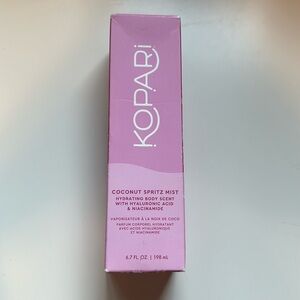 KOPARI
COCONUT SPRITZ MIST
HYDRATING BODY SCENT
WITH HYALURONIC ACID
& NIACINAMIDE
VAPORISATEUR À LA NOIX DE COCO
PARFUM CORPOREL HYDRATANT
AVEC ACIDE HYALURONIQUE
ET NIACINAMIDE
6.7 FL. OZ. | 198 mL